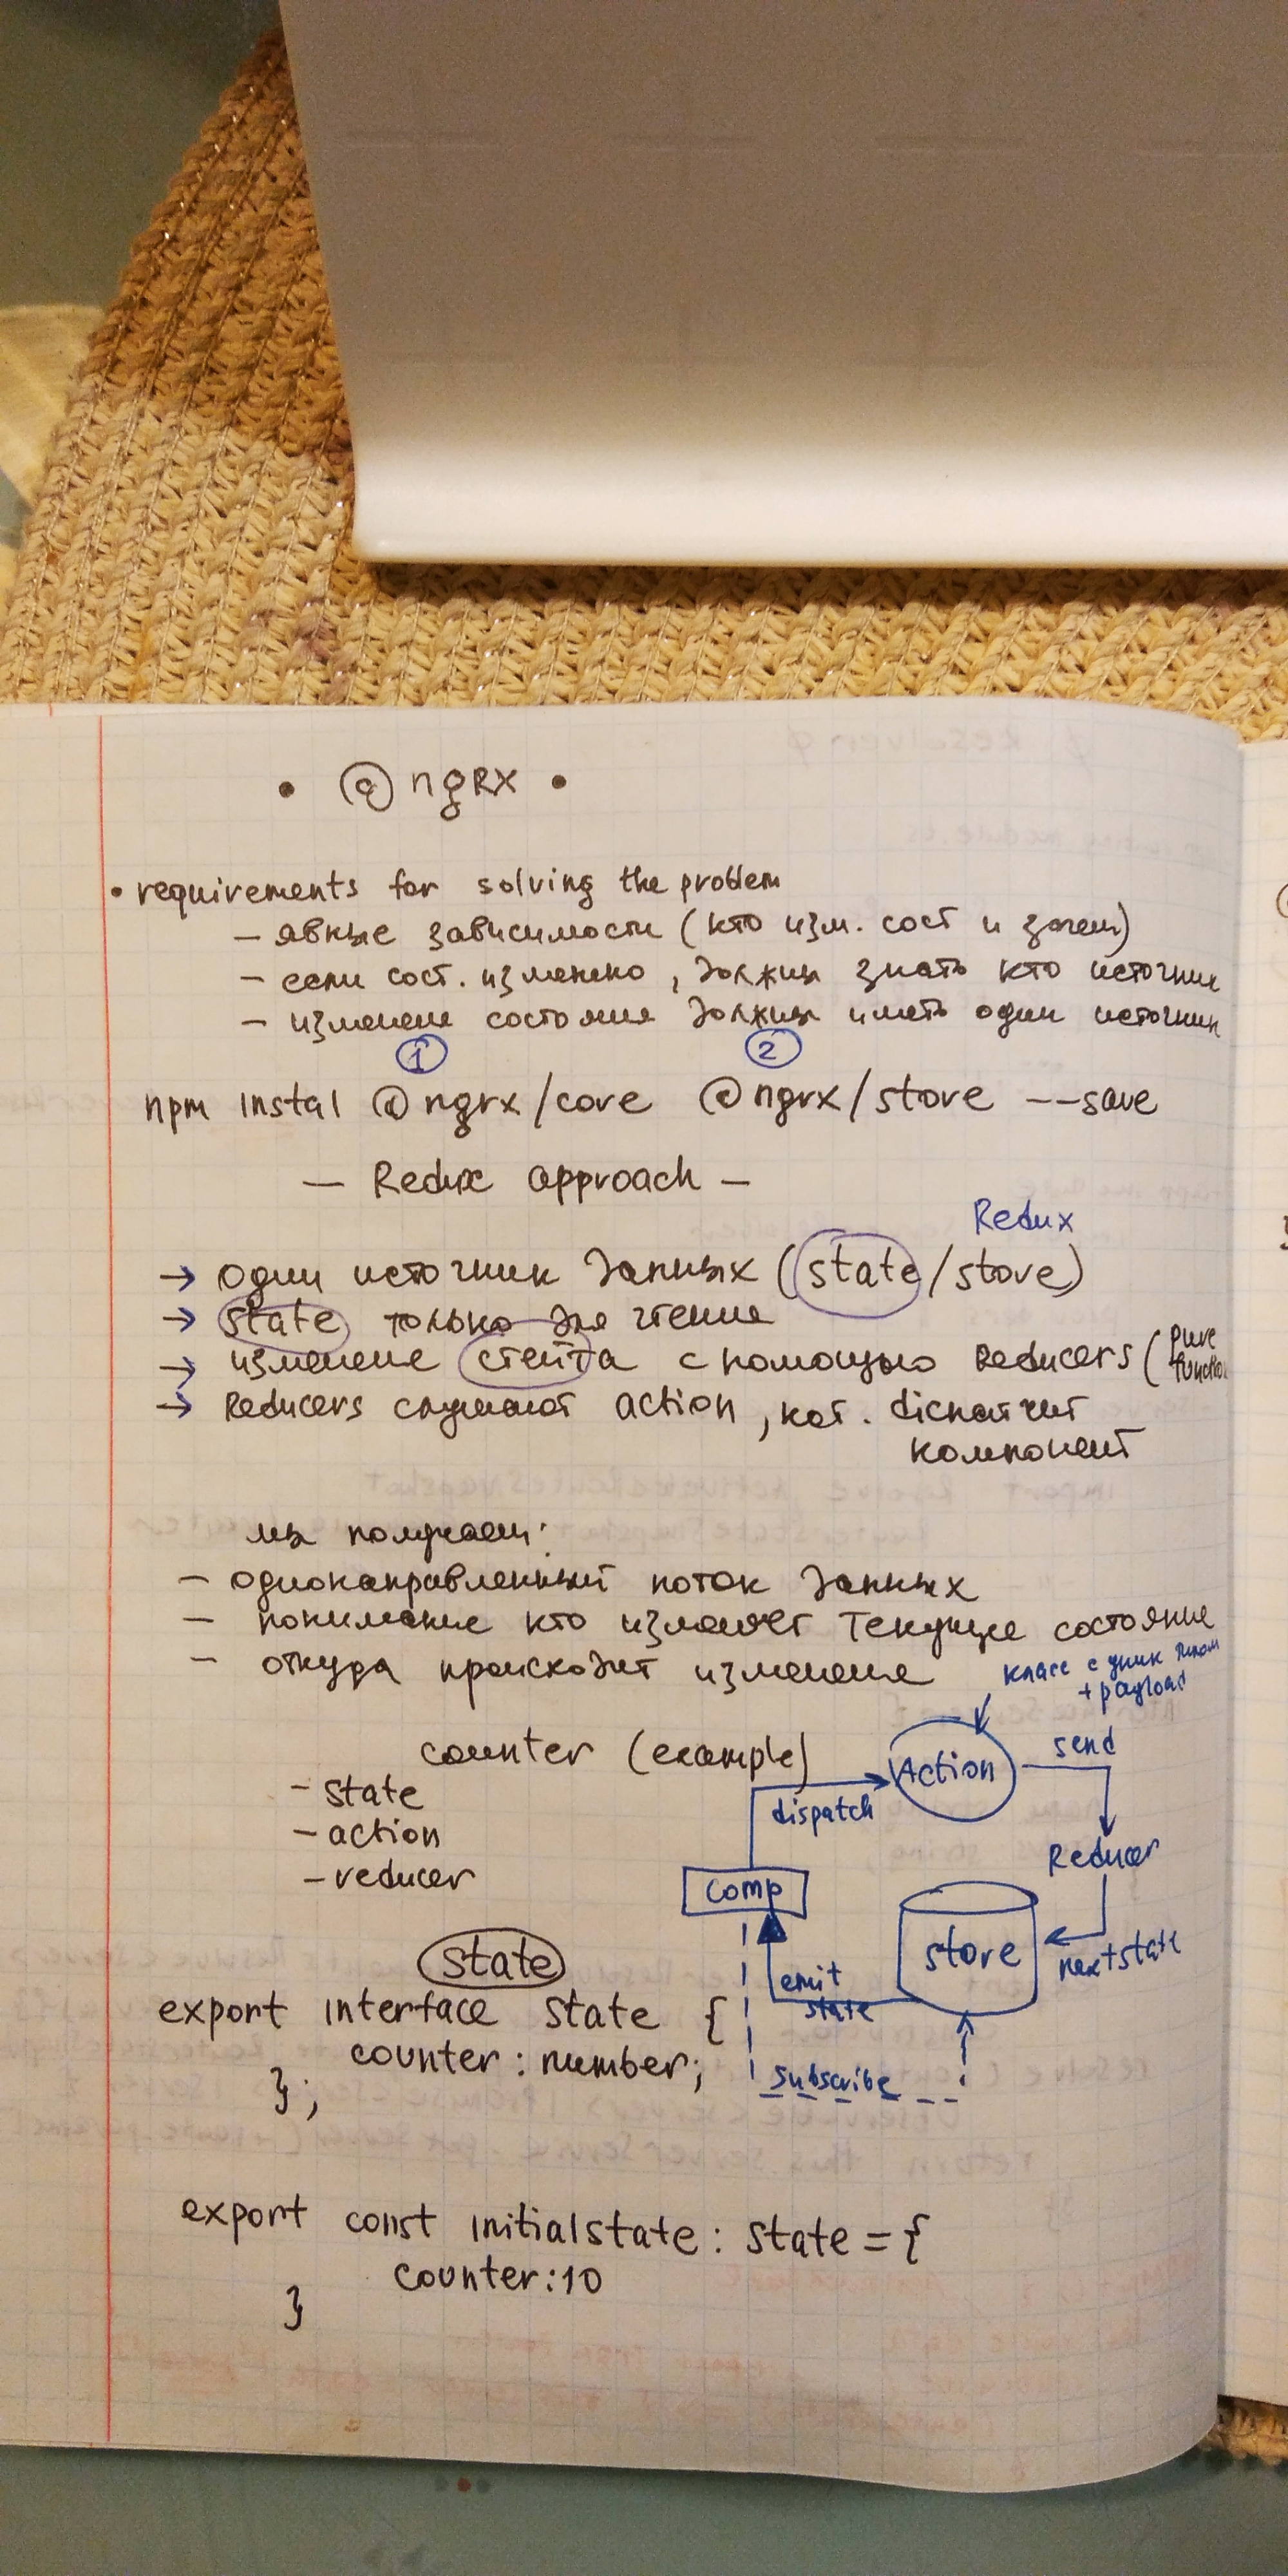 • @ngRx •
• requirements for solving the problem
– явные зависимости (кто изм. сост и зачем)
– если сост. изменено, должны знать кто источник
– изменение состояния должны иметь один источник
1 2
npm instal @ngrx/core @ngrx/store --save
— Redux approach —
Redux
→ один источник данных (state/store)
→ state только для чтения
→ изменение стейта с помощью Reducers (pure
function
→ Reducers слушают action, кот. диспатчит
компонент
мы получаем:
– однонаправленный поток данных
– понимание кто изменяет текущее состояние
– откуда происходит изменение
класс с уник типом
+ payload
counter (example)
– state
– action
– reducer
Action
send
dispatch
Reducer
comp
store
nextstate
emit
state
subscribe
state
export interface State {
counter: number;
};
export const initialstate: State = {
counter: 10
}